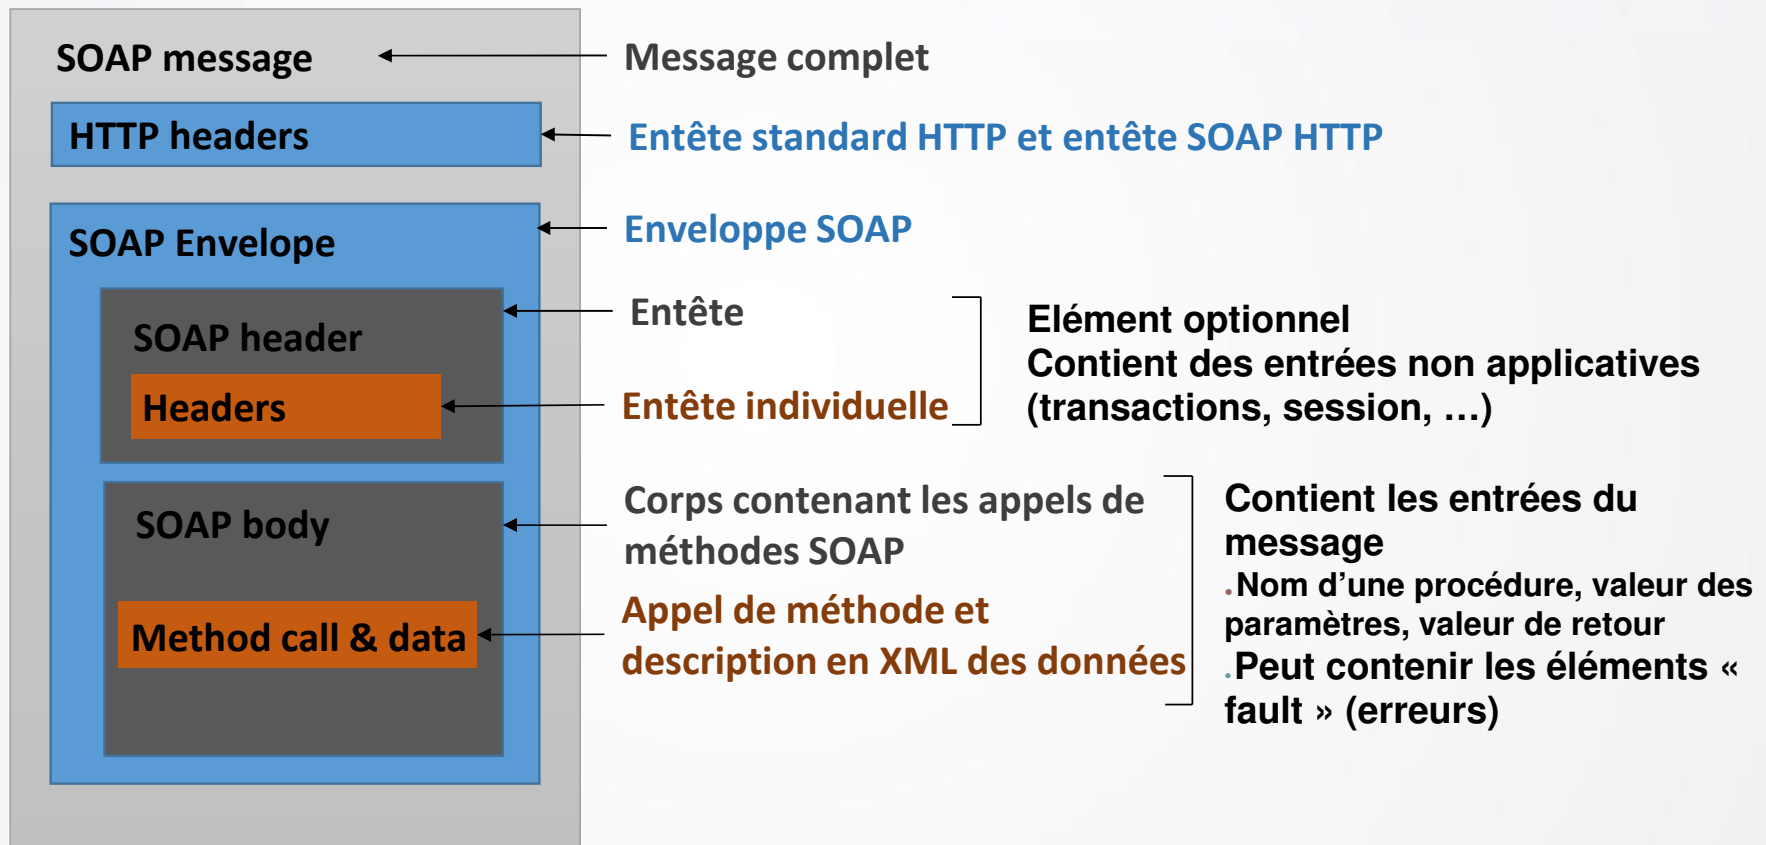 SOAP message
Message complet
HTTP headers
Entête standard HTTP et entête SOAP HTTP
SOAP Envelope
Enveloppe SOAP
SOAP header
Entête
Headers
Entête individuelle
Elément optionnel
Contient des entrées non applicatives
(transactions, session, …)
SOAP body
Corps contenant les appels de
méthodes SOAP
Method call & data
Appel de méthode et
description en XML des données
Contient les entrées du
message
•Nom d’une procédure, valeur des
paramètres, valeur de retour
•Peut contenir les éléments «
fault » (erreurs)